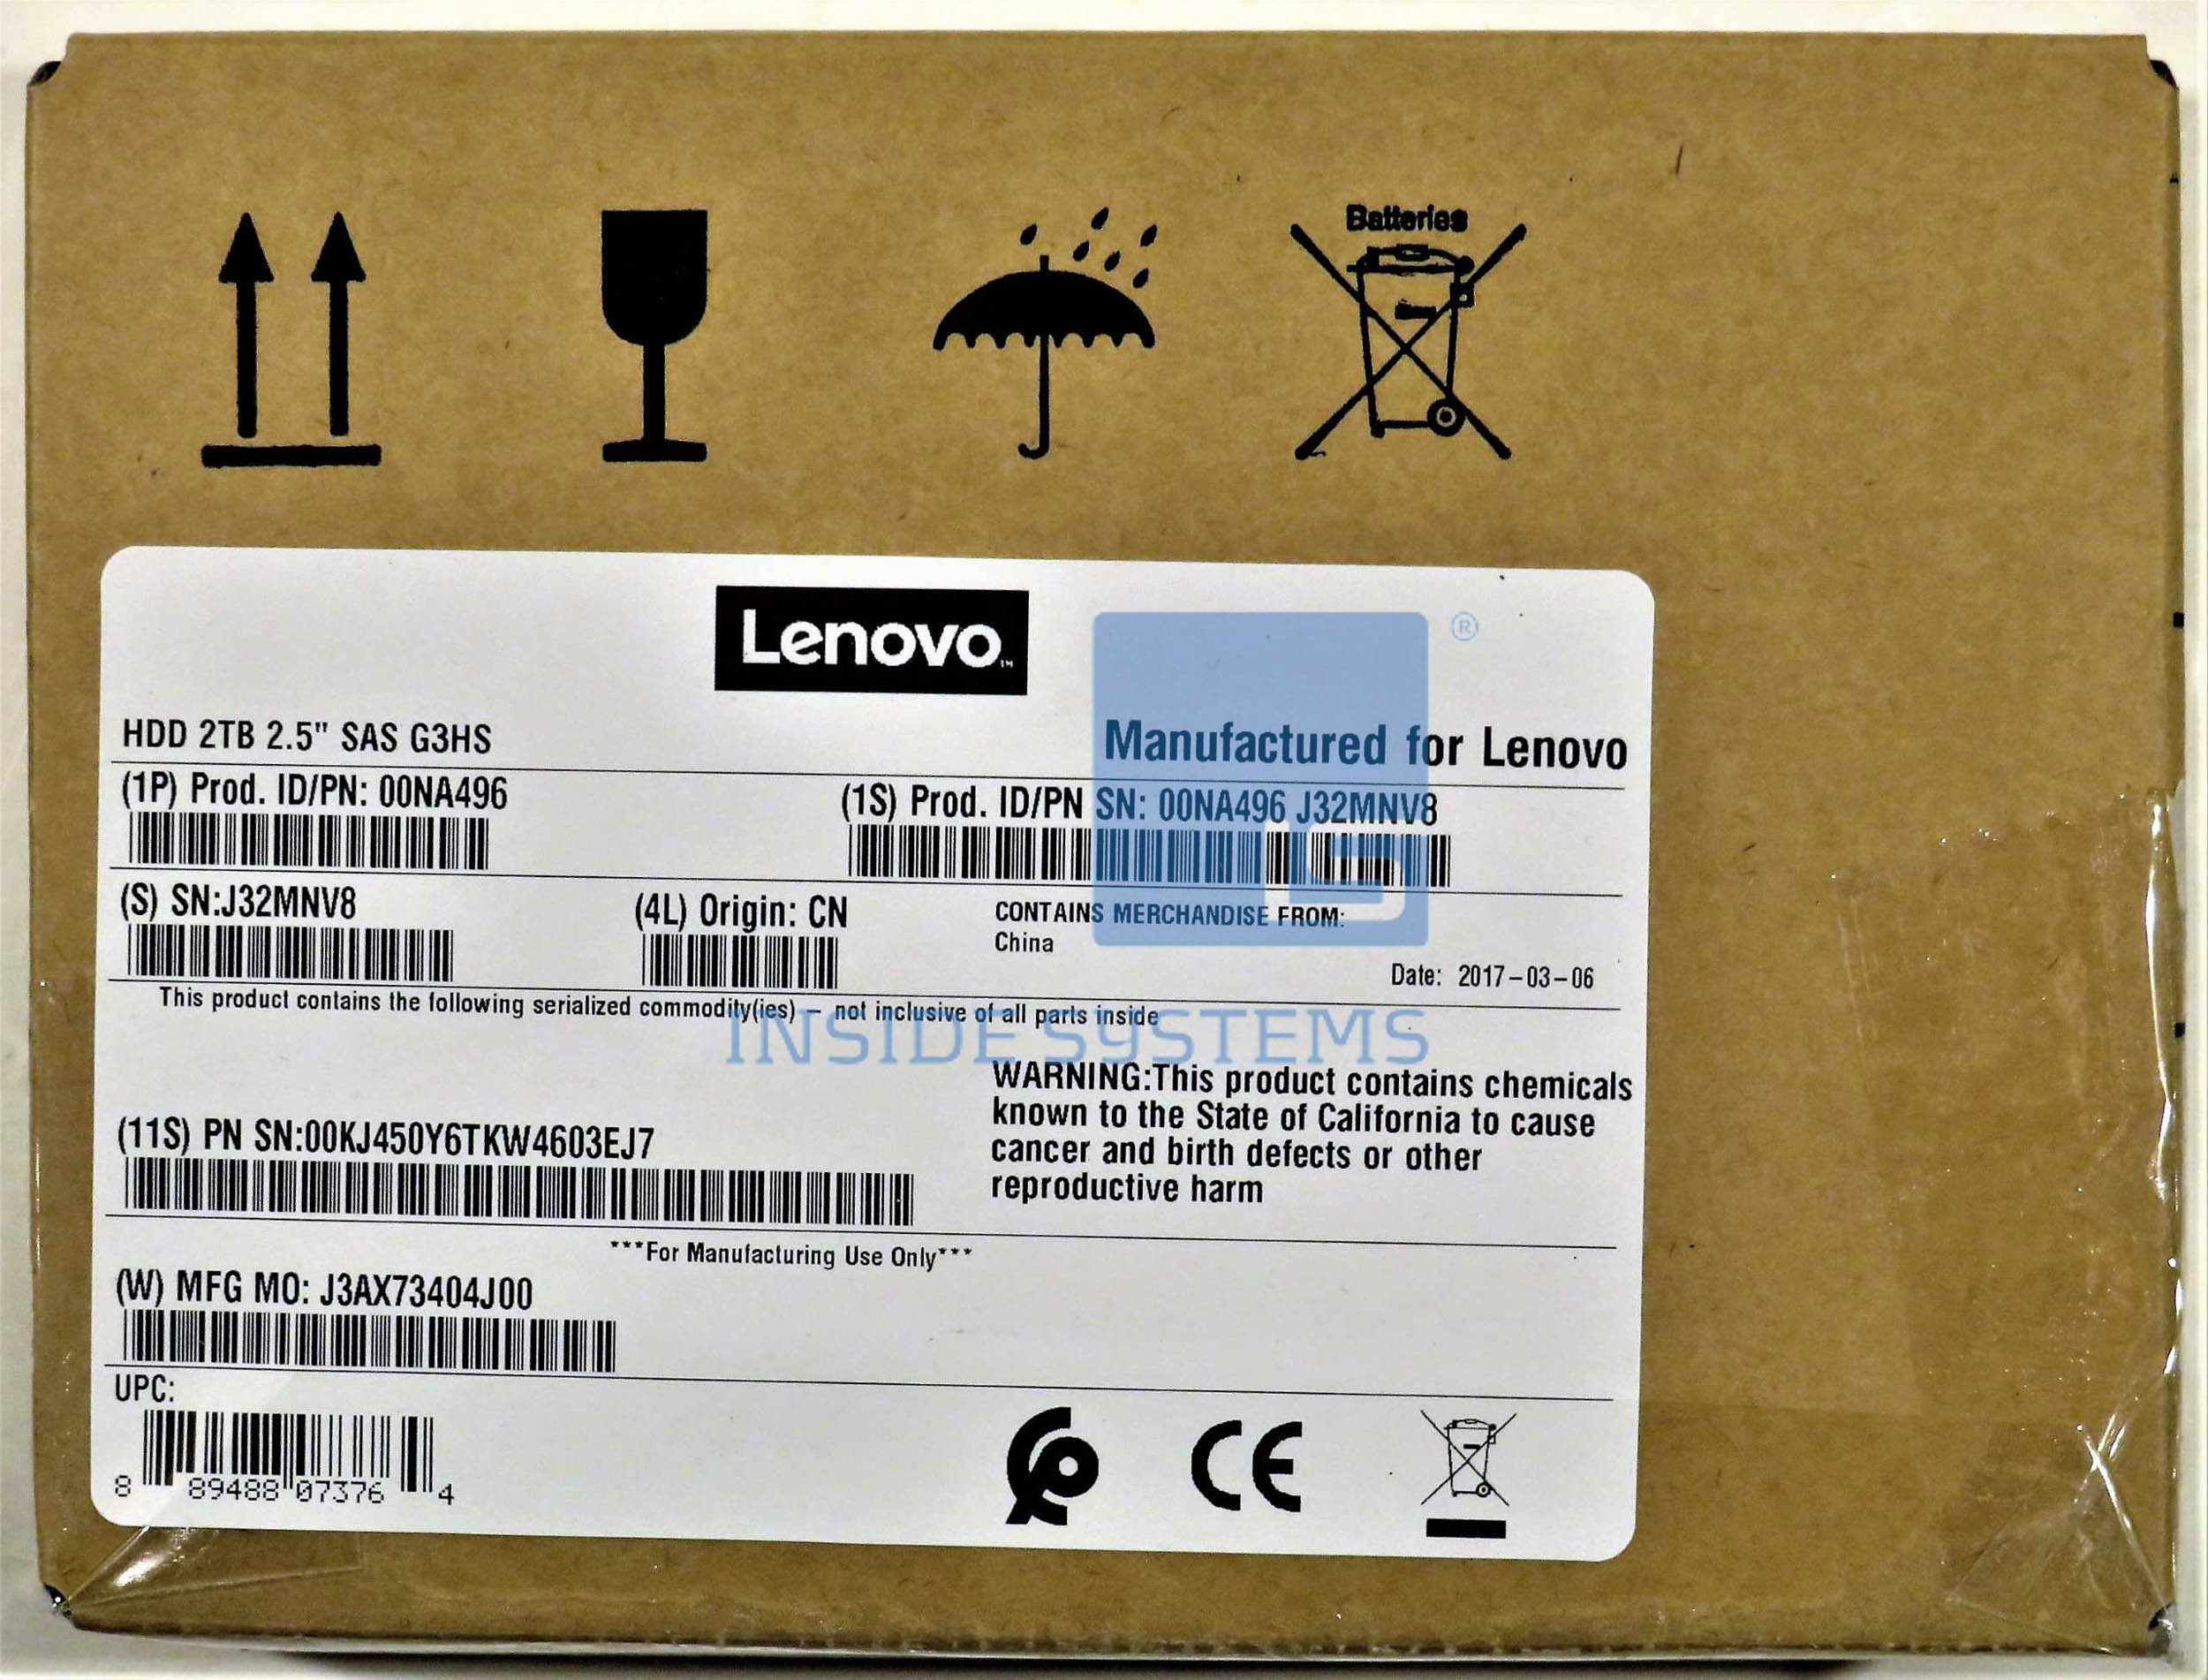 Batteries
Lenovo™
®
HDD 2TB 2.5" SAS G3HS
Manufactured for Lenovo
(1P) Prod. ID/PN: 00NA496
(1S) Prod. ID/PN SN: 00NA496 J32MNV8
(S) SN:J32MNV8
(4L) Origin: CN
CONTAINS MERCHANDISE FROM:
China
Date: 2017-03-06
This product contains the following serialized commodity(ies) – not inclusive of all parts inside
INSIDE SYSTEMS
WARNING:This product contains chemicals
known to the State of California to cause
cancer and birth defects or other
reproductive harm
(11S) PN SN:00KJ450Y6TKW4603EJ7
***For Manufacturing Use Only***
(W) MFG MO: J3AX73404J00
UPC:
8 89488 07376 4
CE